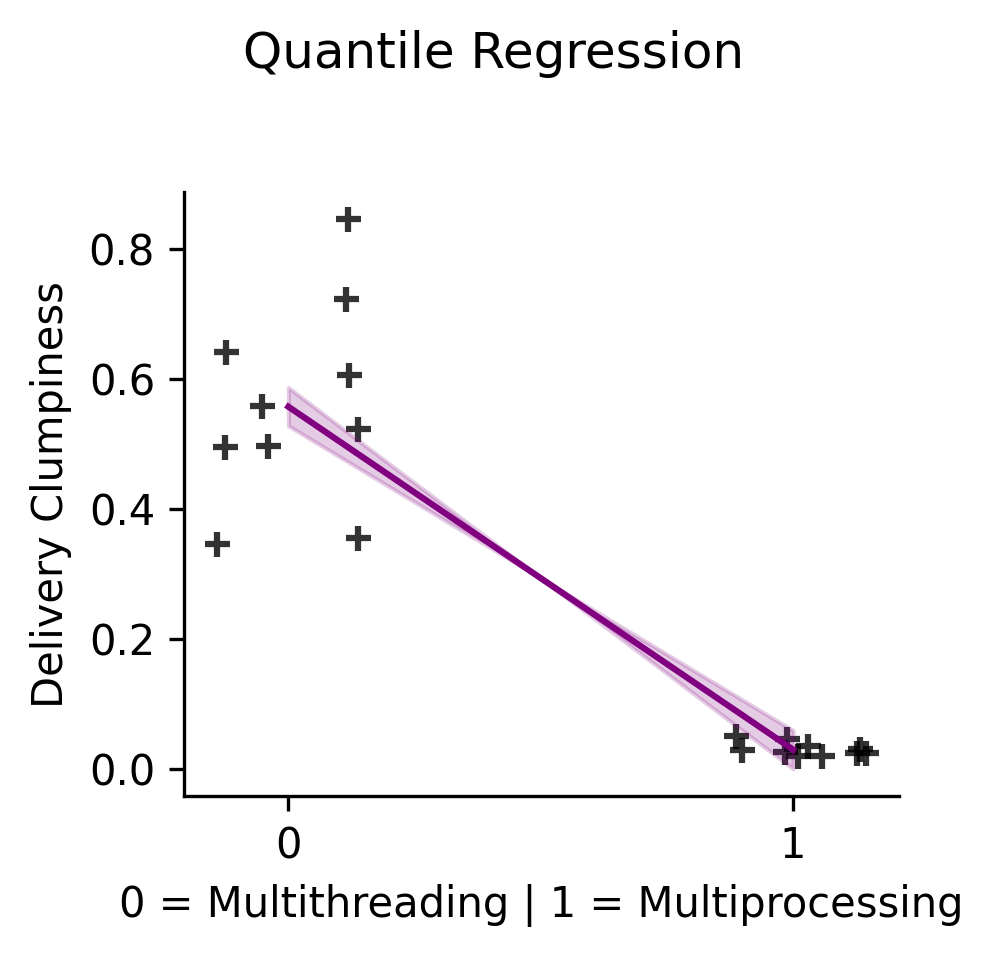 Quantile Regression
Delivery Clumpiness
0.8
0.6
0.4
0.2
0.0
0 1
0 = Multithreading | 1 = Multiprocessing